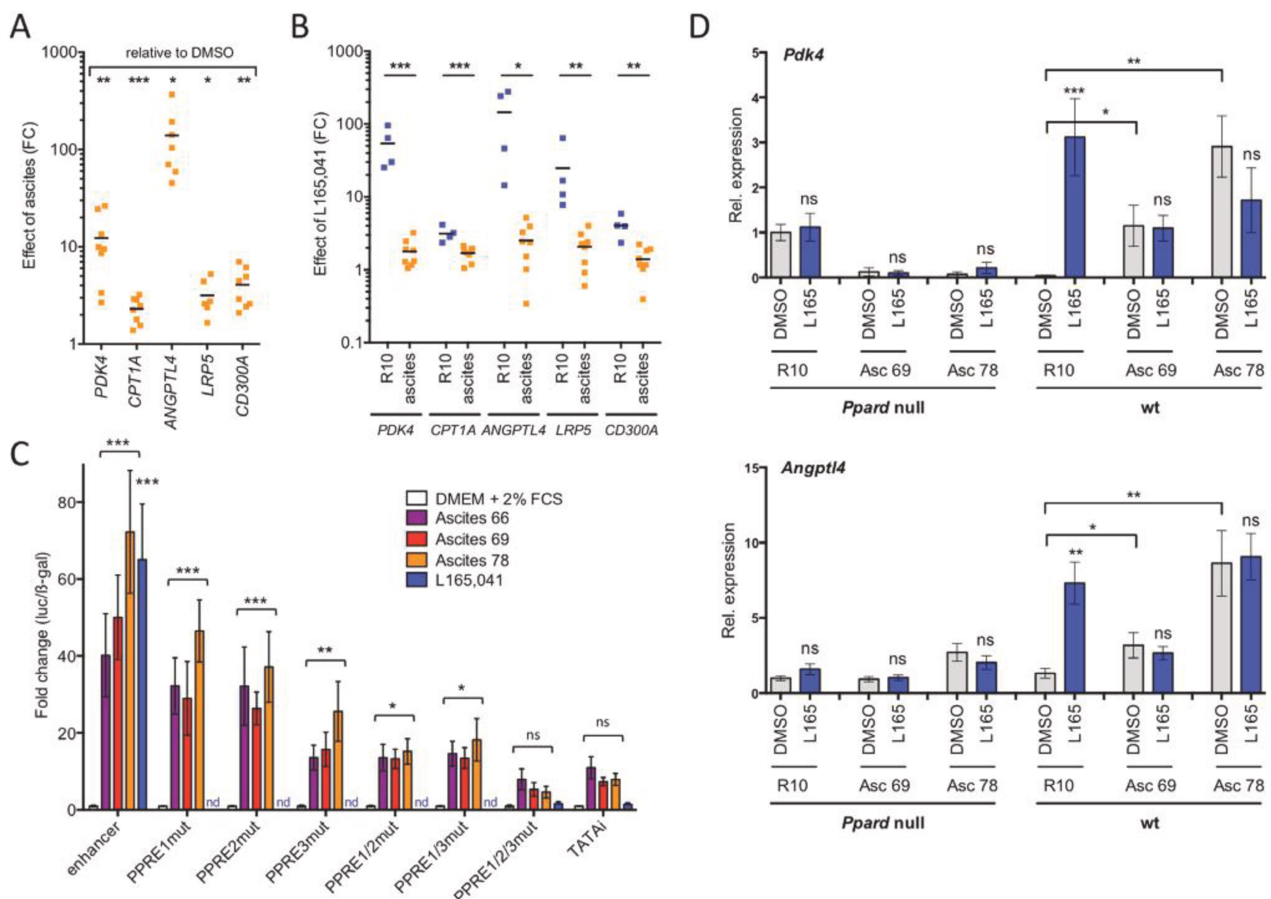 A
relative to DMSO
** *** * * **
Effect of ascites (FC)
1000
100
10
1
PDK4
CPT1A
ANGPTL4
LRP5
CD300A
B
*** *** * ** **
Effect of L165,041 (FC)
1000
100
10
1
0.1
R10
ascites
R10
ascites
R10
ascites
R10
ascites
R10
ascites
PDK4 CPT1A ANGPTL4 LRP5 CD300A
C
Fold change (luc/ß-gal)
80
60
40
20
0
***
***
***
***
**
*
*
ns
ns
nd
nd
nd
nd
nd
DMEM + 2% FCS
Ascites 66
Ascites 69
Ascites 78
L165,041
enhancer
PPRE1mut
PPRE2mut
PPRE3mut
PPRE1/2mut
PPRE1/3mut
PPRE1/2/3mut
TATAi
D
Pdk4
Rel. expression
5
4
3
2
1
0
**
*
***
ns
ns
ns
ns
ns
DMSO
L165
DMSO
L165
DMSO
L165
DMSO
L165
DMSO
L165
DMSO
L165
R10 Asc 69 Asc 78 R10 Asc 69 Asc 78
Ppard null wt
Angptl4
Rel. expression
15
10
5
0
**
*
**
ns
ns
ns
ns
ns
DMSO
L165
DMSO
L165
DMSO
L165
DMSO
L165
DMSO
L165
DMSO
L165
R10 Asc 69 Asc 78 R10 Asc 69 Asc 78
Ppard null wt